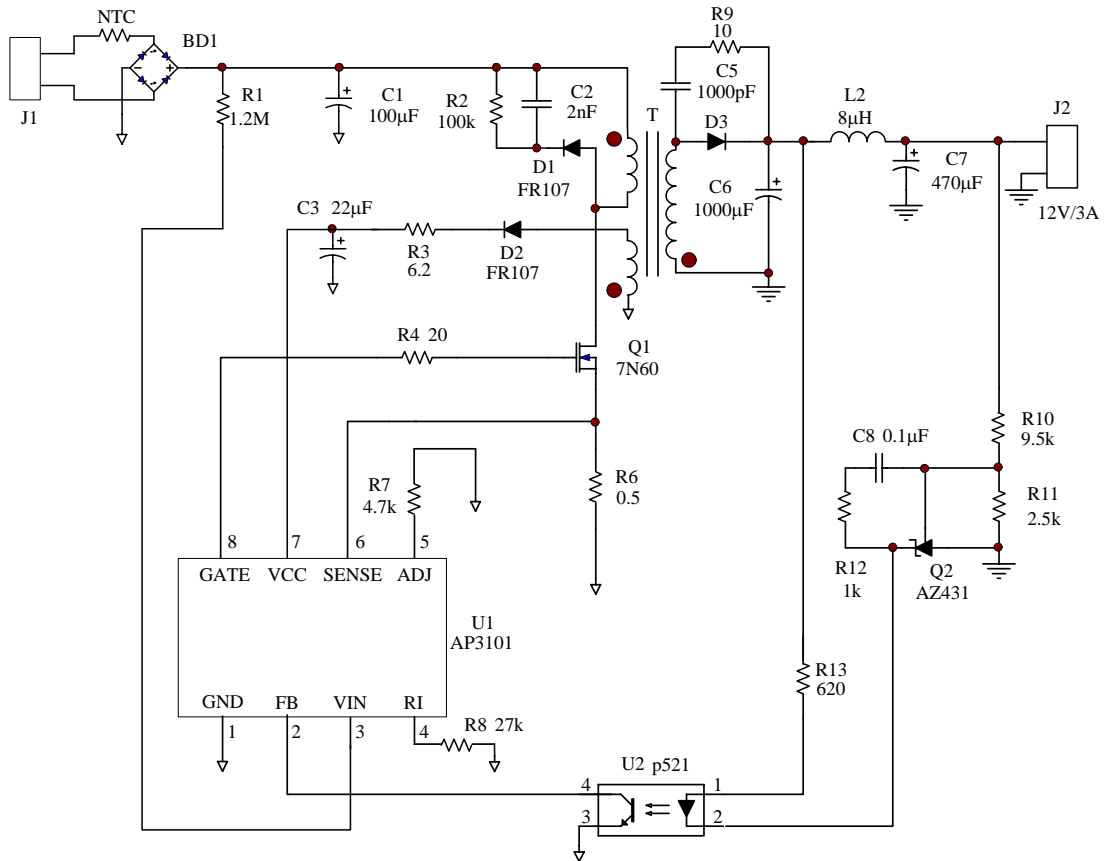 NTC
BD1
J1
R1
1.2M
C1
100μF
R2
100k
C2
2nF
D1
FR107
T
R9
10
C5
1000pF
D3
L2
8μH
J2
C6
1000μF
C7
470μF
12V/3A
C3 22μF
R3
6.2
D2
FR107
R4 20
Q1
7N60
R10
9.5k
C8 0.1μF
R7
4.7k
R6
0.5
R11
2.5k
R12
1k
Q2
AZ431
8 7 6 5
GATE VCC SENSE ADJ
U1
AP3101
GND FB VIN RI
1 2 3 4
R8 27k
R13
620
U2 p521
4 1
3 2
+
+
+
+
+
-